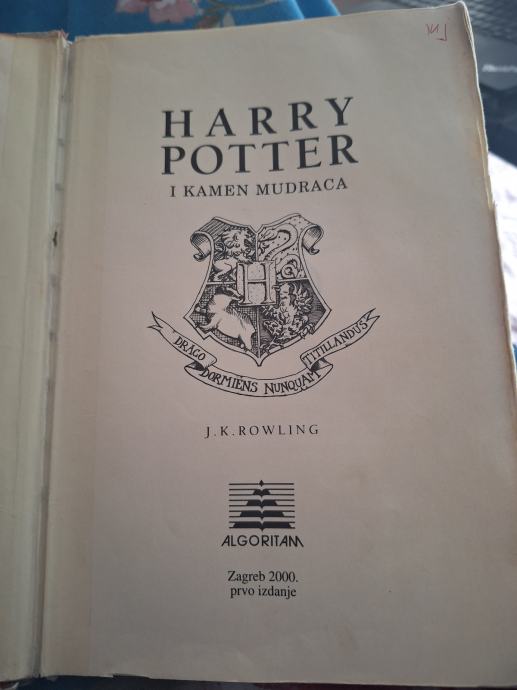 HARRY
POTTER
I KAMEN MUDRACA
H
DRACO DORMIENS NUNQUAM TITILLANDUS
J.K.ROWLING
ALGORITAM
Zagreb 2000.
prvo izdanje